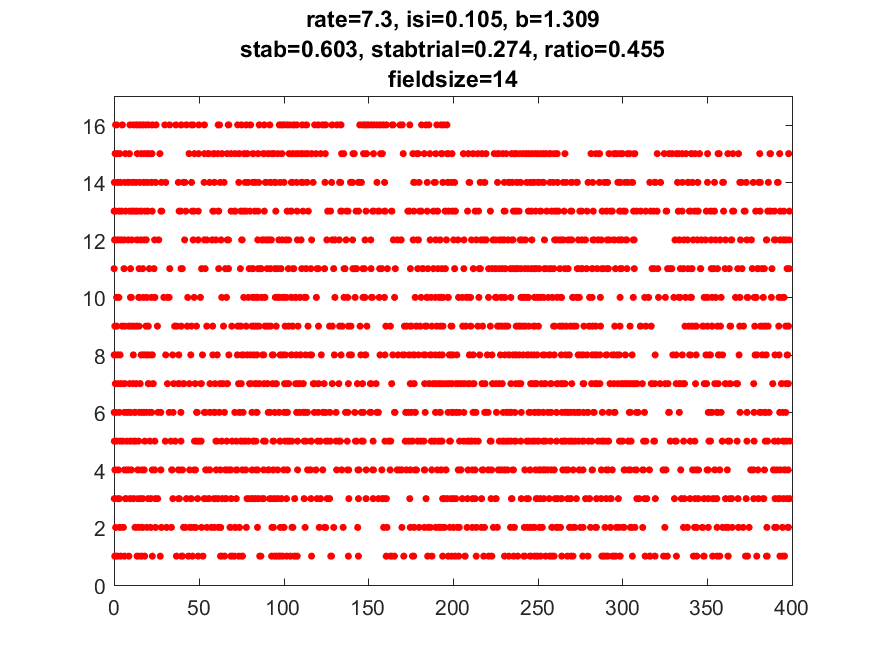 rate=7.3, isi=0.105, b=1.309
stab=0.603, stabtrial=0.274, ratio=0.455
fieldsize=14
16
14
12
10
8
6
4
2
0
0 50 100 150 200 250 300 350 400